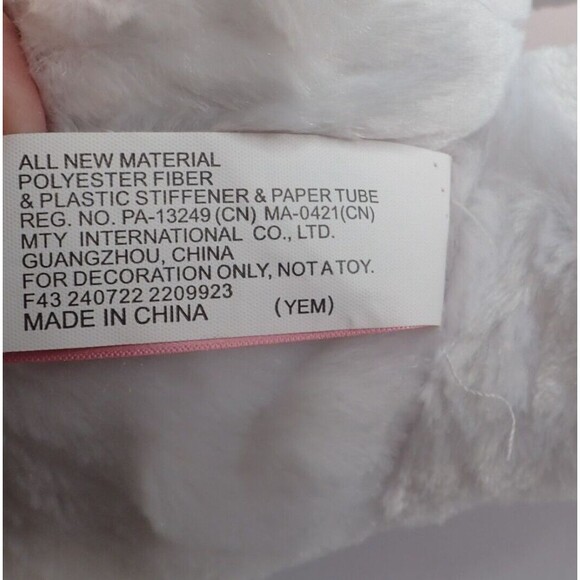 ALL NEW MATERIAL
POLYESTER FIBER
& PLASTIC STIFFENER & PAPER TUBE
REG. NO. PA-13249 (CN) MA-0421(CN)
MTY INTERNATIONAL CO., LTD.
GUANGZHOU, CHINA
FOR DECORATION ONLY, NOT A TOY.
F43 240722 2209923
MADE IN CHINA (YEM)